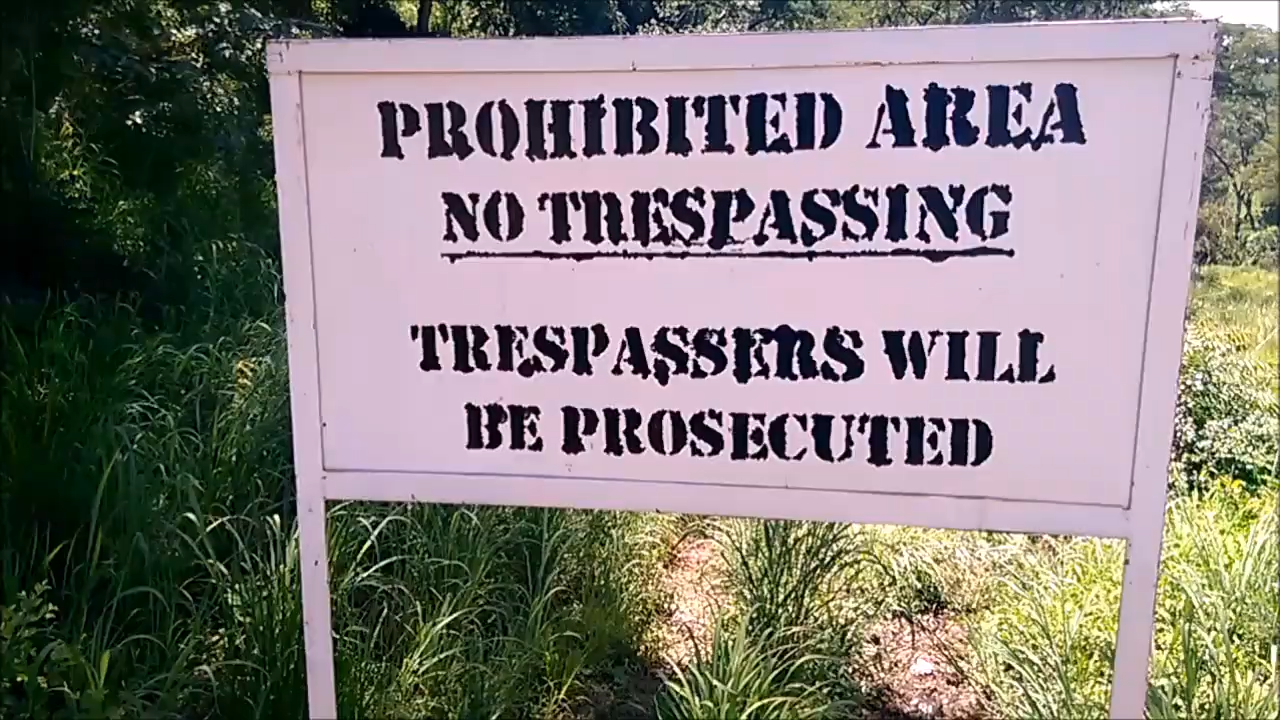 PROHIBITED AREA
NO TRESPASSING
TRESPASSERS WILL
BE PROSECUTED